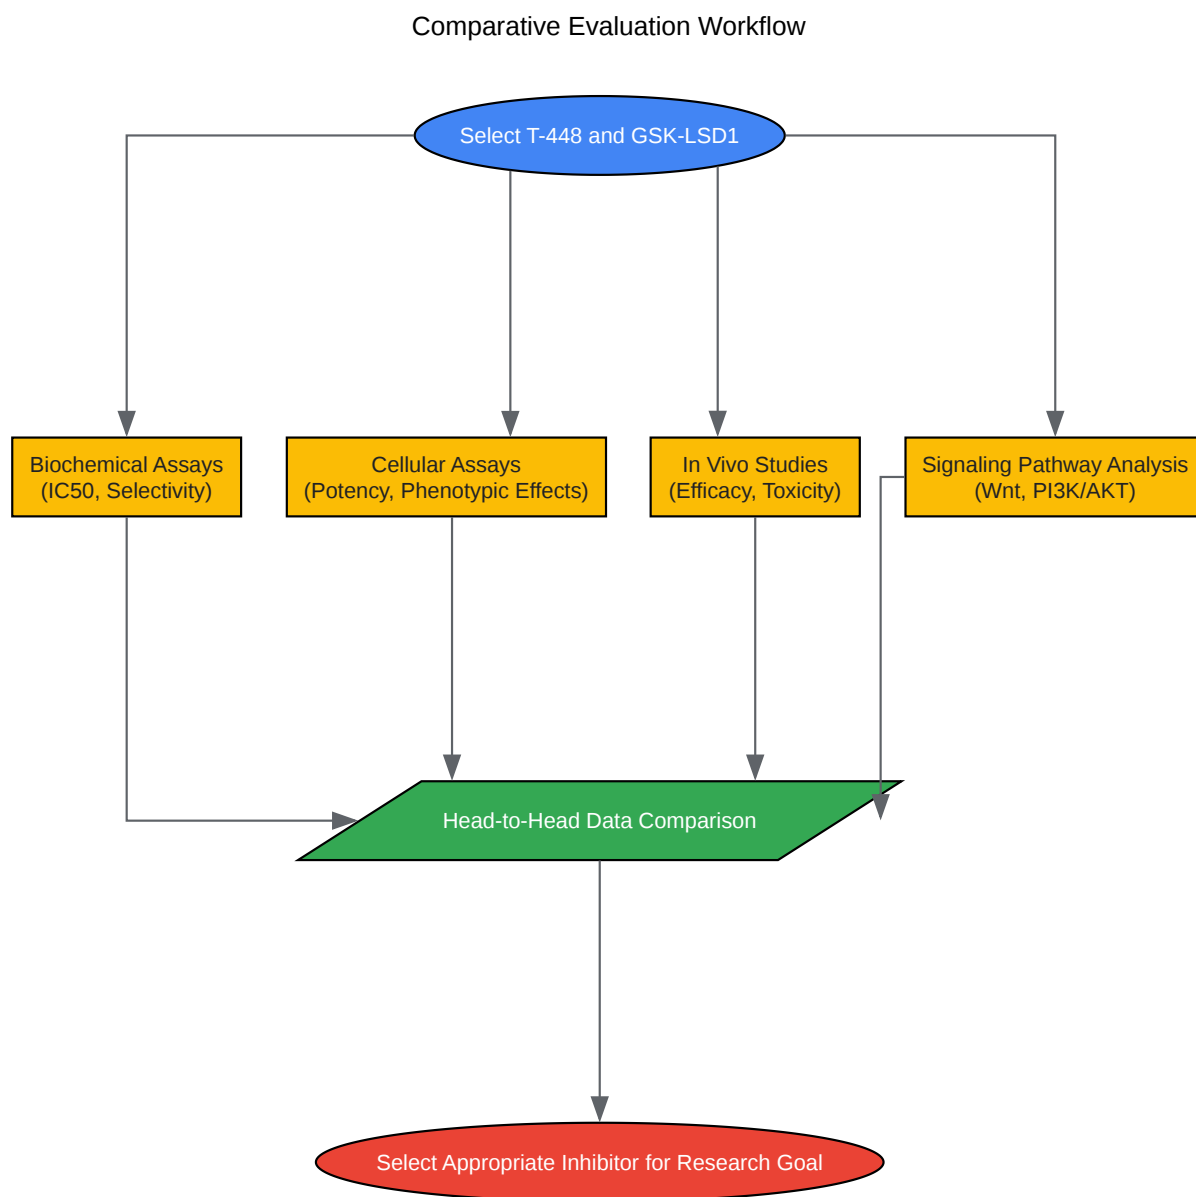 Comparative Evaluation Workflow
Select T-448 and GSK-LSD1
Biochemical Assays
(IC50, Selectivity)
Cellular Assays
(Potency, Phenotypic Effects)
In Vivo Studies
(Efficacy, Toxicity)
Signaling Pathway Analysis
(Wnt, PI3K/AKT)
Head-to-Head Data Comparison
Select Appropriate Inhibitor for Research Goal